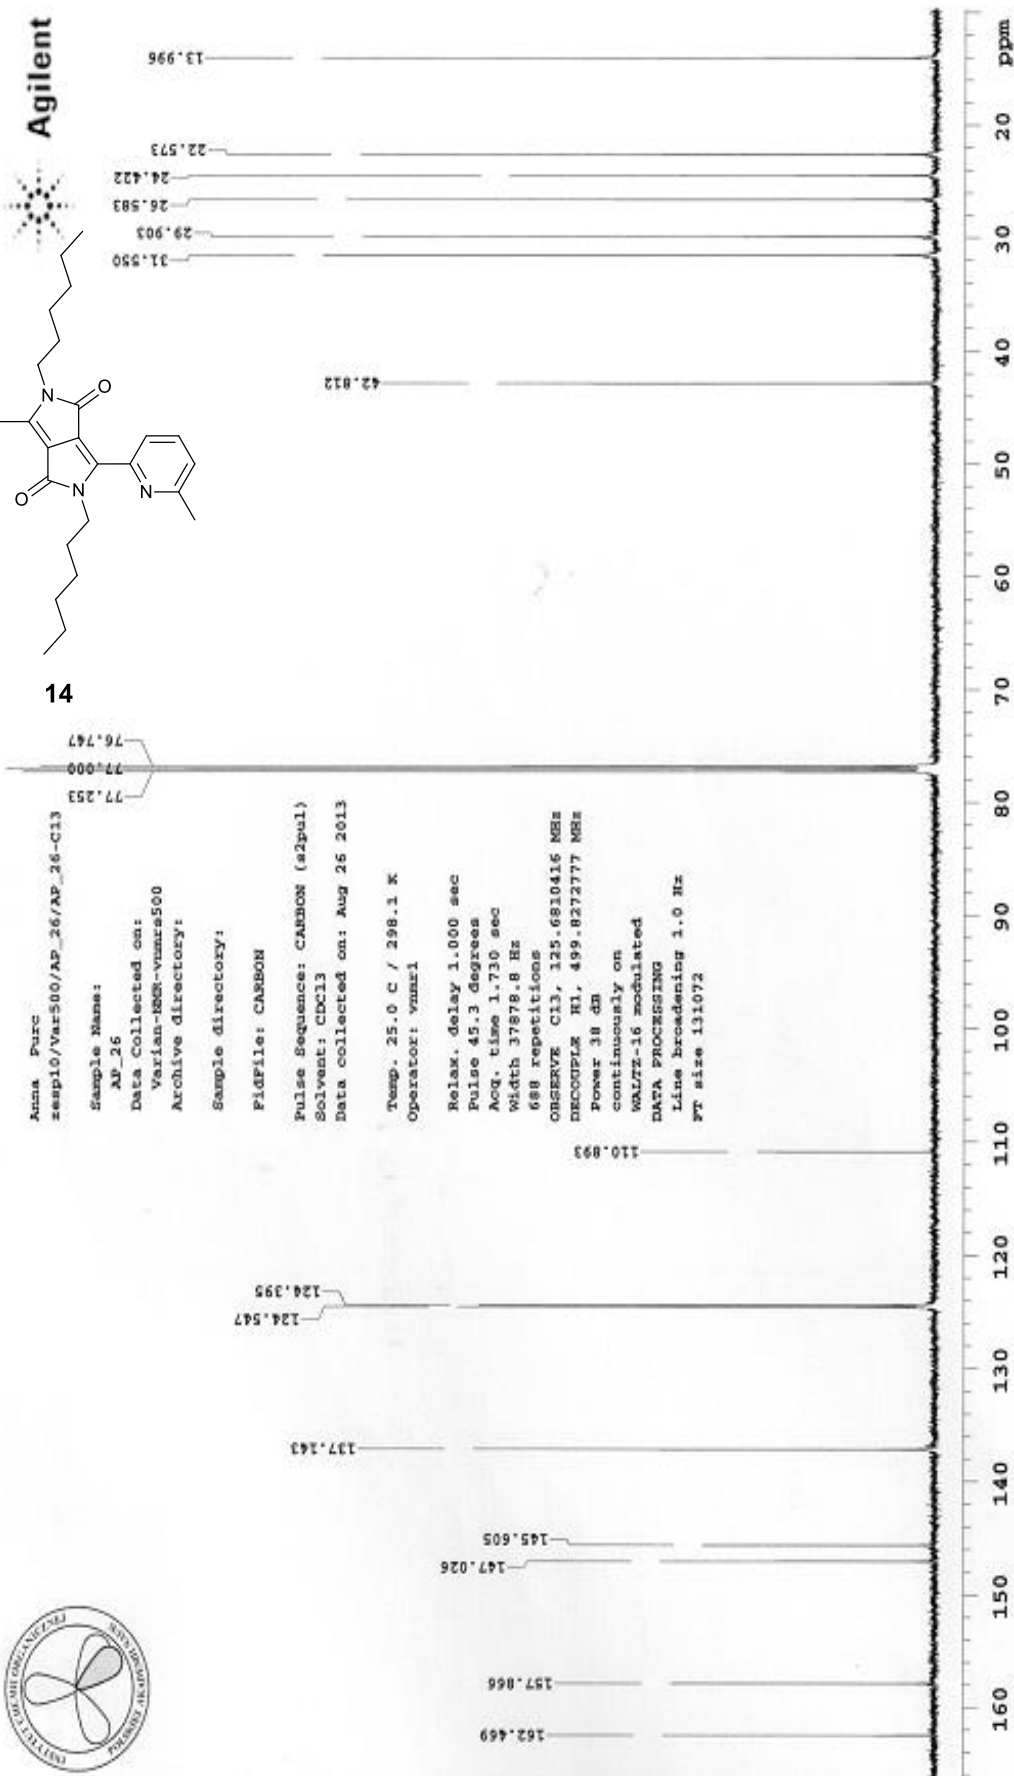 Agilent
Anna Purc
zesp10/Var500/AP_26/AP_26-C13
Sample Name:
AP_26
Data Collected on:
Varian-NMR-vnmrs500
Archive directory:
Sample directory:
FidFile: CARBON
Pulse Sequence: CARBON (s2pul)
Solvent: CDCl3
Data collected on: Aug 26 2013
Temp. 25.0 C / 298.1 K
Operator: vnmr1
Relax. delay 1.000 sec
Pulse 45.3 degrees
Acq. time 1.730 sec
Width 37878.8 Hz
688 repetitions
OBSERVE C13, 125.6810416 MHz
DECOUPLE H1, 499.8272777 MHz
Power 38 dB
continuously on
WALTZ-16 modulated
DATA PROCESSING
Line broadening 1.0 Hz
FT size 131072
INSTYTUT CHEMII ORGANICZNEJ
POLSKIEJ AKADEMII NAUK
14
N
O
O
N
N
162.469
157.866
147.026
145.605
137.143
124.547
124.395
110.893
77.253
77.000
76.747
42.812
31.550
29.903
26.583
24.422
22.573
13.996
160 150 140 130 120 110 100 90 80 70 60 50 40 30 20 ppm